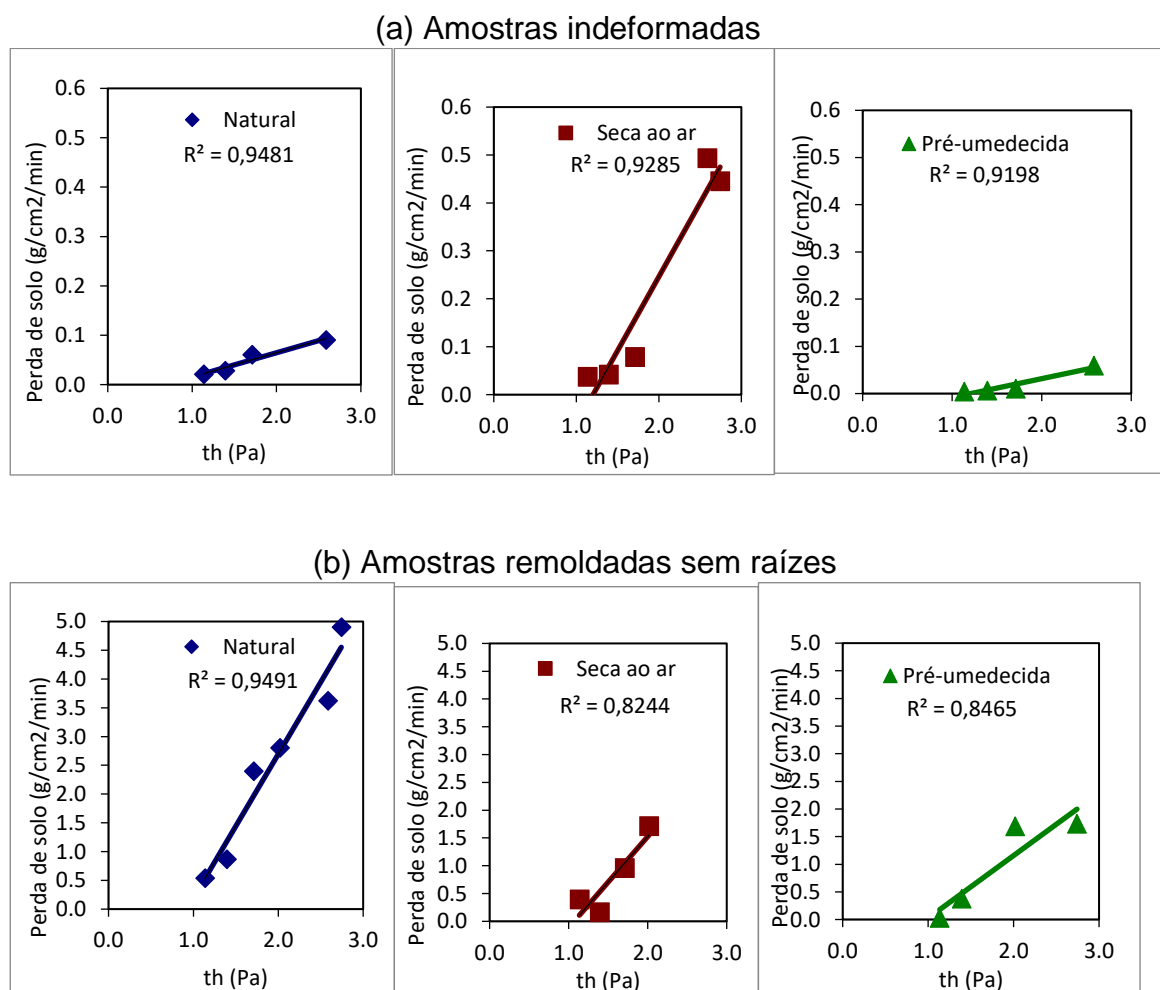 (a) Amostras indeformadas
Perda de solo (g/cm2/min)
0.6
0.5
0.4
0.3
0.2
0.1
0.0
Natural
R² = 0,9481
0.0 1.0 2.0 3.0
th (Pa)
Perda de solo (g/cm2/min)
0.6
0.5
0.4
0.3
0.2
0.1
0.0
Seca ao ar
R² = 0,9285
0.0 1.0 2.0 3.0
th (Pa)
Perda de solo (g/cm2/min)
0.6
0.5
0.4
0.3
0.2
0.1
0.0
Pré-umedecida
R² = 0,9198
0.0 1.0 2.0 3.0
th (Pa)
(b) Amostras remoldadas sem raízes
Perda de solo (g/cm2/min)
5.0
4.5
4.0
3.5
3.0
2.5
2.0
1.5
1.0
0.5
0.0
Natural
R² = 0,9491
0.0 1.0 2.0 3.0
th (Pa)
Perda de solo (g/cm2/min)
5.0
4.5
4.0
3.5
3.0
2.5
2.0
1.5
1.0
0.5
0.0
Seca ao ar
R² = 0,8244
0.0 1.0 2.0 3.0
th (Pa)
Perda de solo (g/cm2/min)
5.0
4.5
4.0
3.5
3.0
2.5
2.0
1.5
1.0
0.5
0.0
Pré-umedecida
R² = 0,8465
0.0 1.0 2.0 3.0
th (Pa)